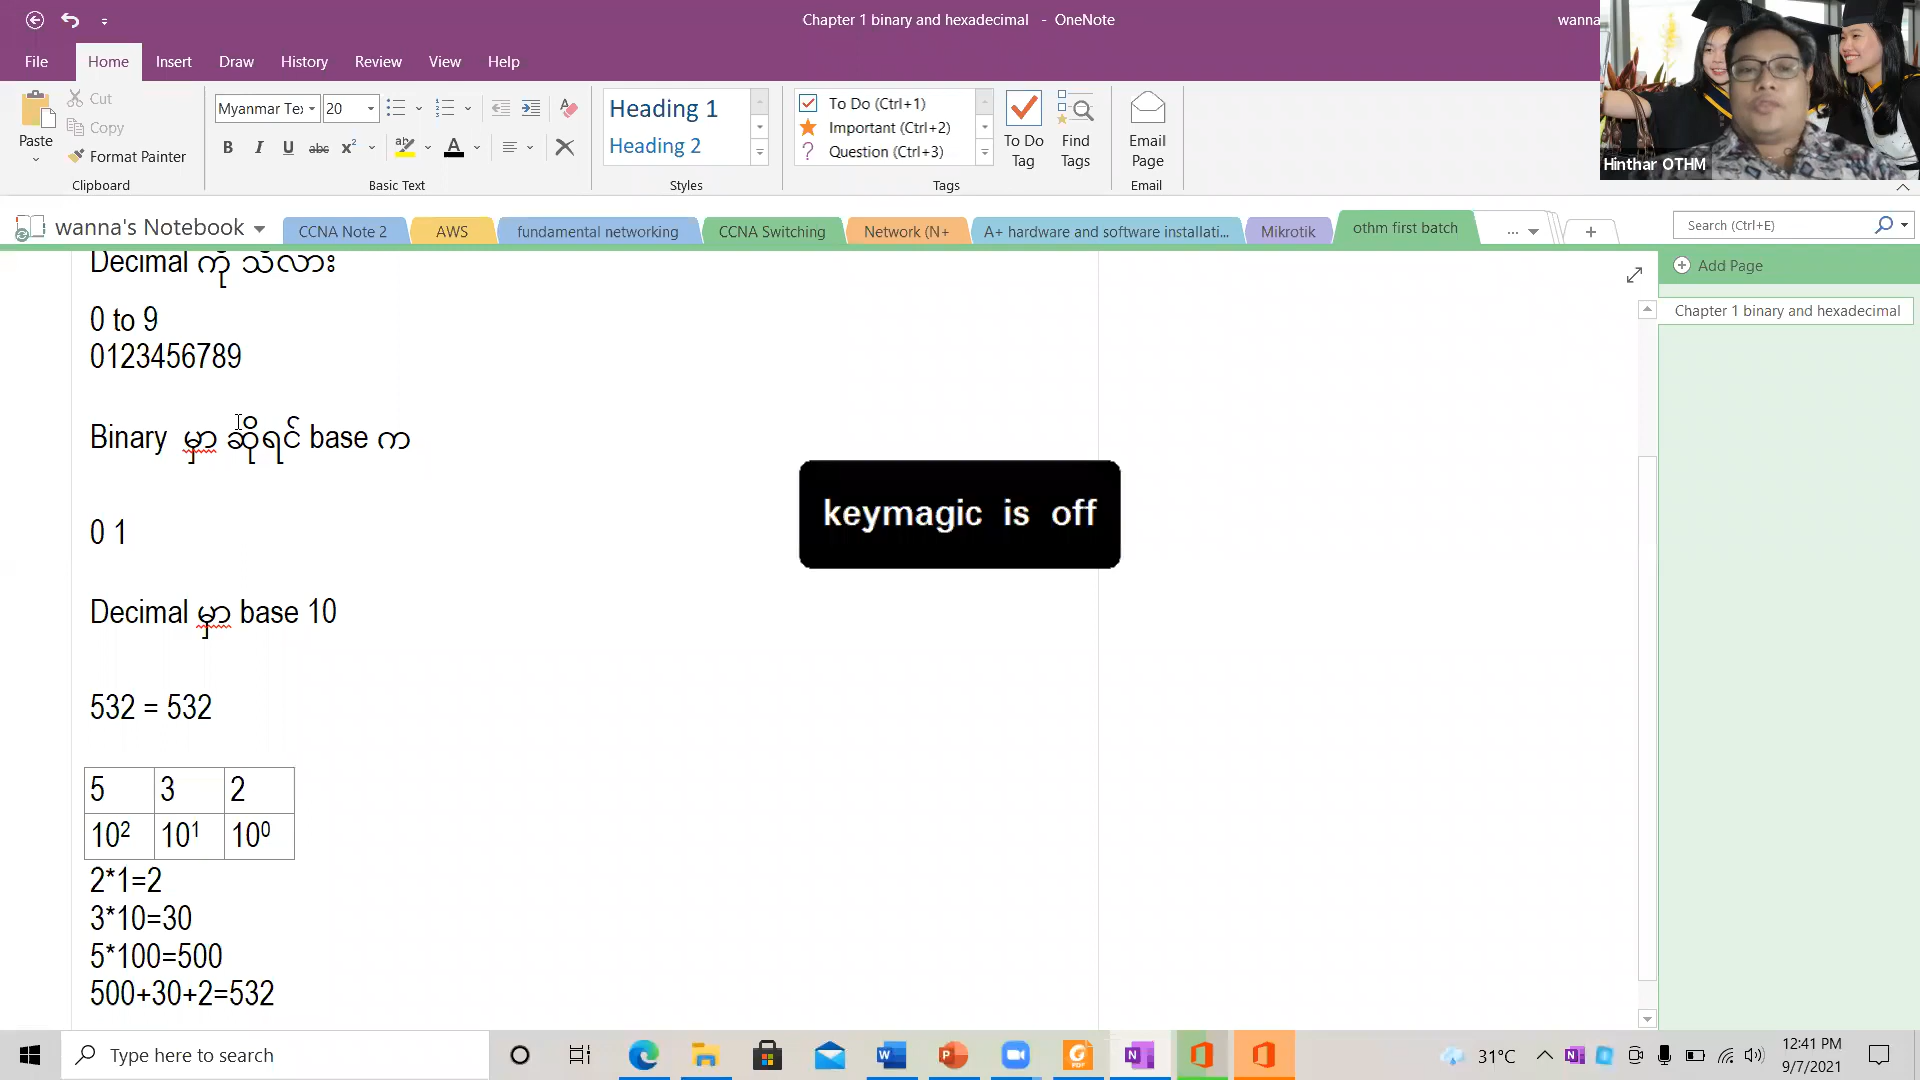 Chapter 1 binary and hexadecimal - OneNote
wanna
File
Home
Insert
Draw
History
Review
View
Help
Paste
Cut
Copy
Format Painter
Clipboard
Myanmar Te
20
B I U abc x²
A
Basic Text
Heading 1
Heading 2
Styles
To Do (Ctrl+1)
Important (Ctrl+2)
Question (Ctrl+3)
Tags
To Do
Tag
Find
Tags
Email
Page
Email
Hinthar OTHM
wanna's Notebook
CCNA Note 2
AWS
fundamental networking
CCNA Switching
Network (N+
A+ hardware and software installati...
Mikrotik
othm first batch
...
Search (Ctrl+E)
Add Page
Chapter 1 binary and hexadecimal
Decimal ကို သိလား
0 to 9
0123456789
Binary မှာ ဆိုရင် base က
0 1
Decimal မှာ base 10
532 = 532
5 3 2
10² 10¹ 10⁰
2*1=2
3*10=30
5*100=500
500+30+2=532
keymagic is off
Type here to search
31°C
12:41 PM
9/7/2021